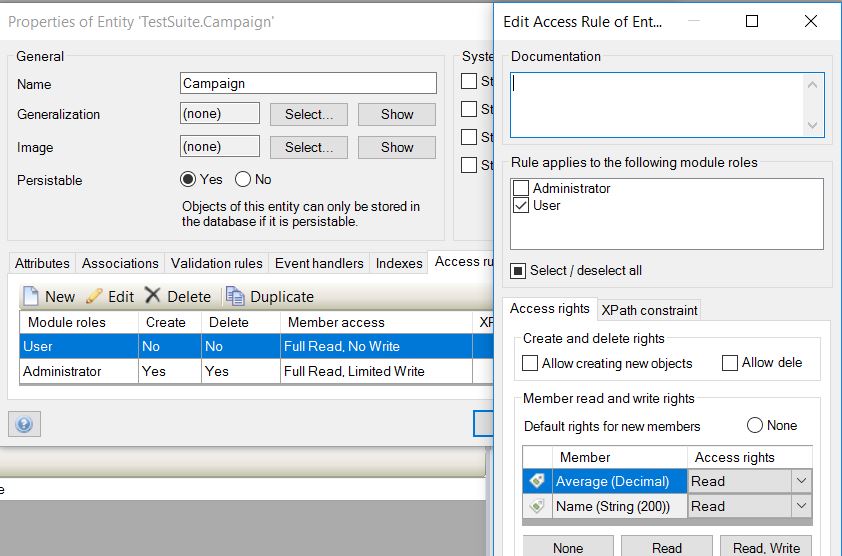 Properties of Entity 'TestSuite.Campaign'
General
Name
Campaign
Generalization
(none)
Select...
Show
Image
(none)
Select...
Show
Persistable
Yes
No
Objects of this entity can only be stored in
the database if it is persistable.
Syste
St
St
St
St
Attributes
Associations
Validation rules
Event handlers
Indexes
Access ru
New
Edit
Delete
Duplicate
Module roles
Create
Delete
Member access
XP
User
No
No
Full Read, No Write
Administrator
Yes
Yes
Full Read, Limited Write
?
e
Edit Access Rule of Ent...
Documentation
Rule applies to the following module roles
Administrator
User
Select / deselect all
Access rights
XPath constraint
Create and delete rights
Allow creating new objects
Allow dele
Member read and write rights
Default rights for new members
None
Member
Access rights
Average (Decimal)
Read
Name (String (200))
Read
None
Read
Read, Write